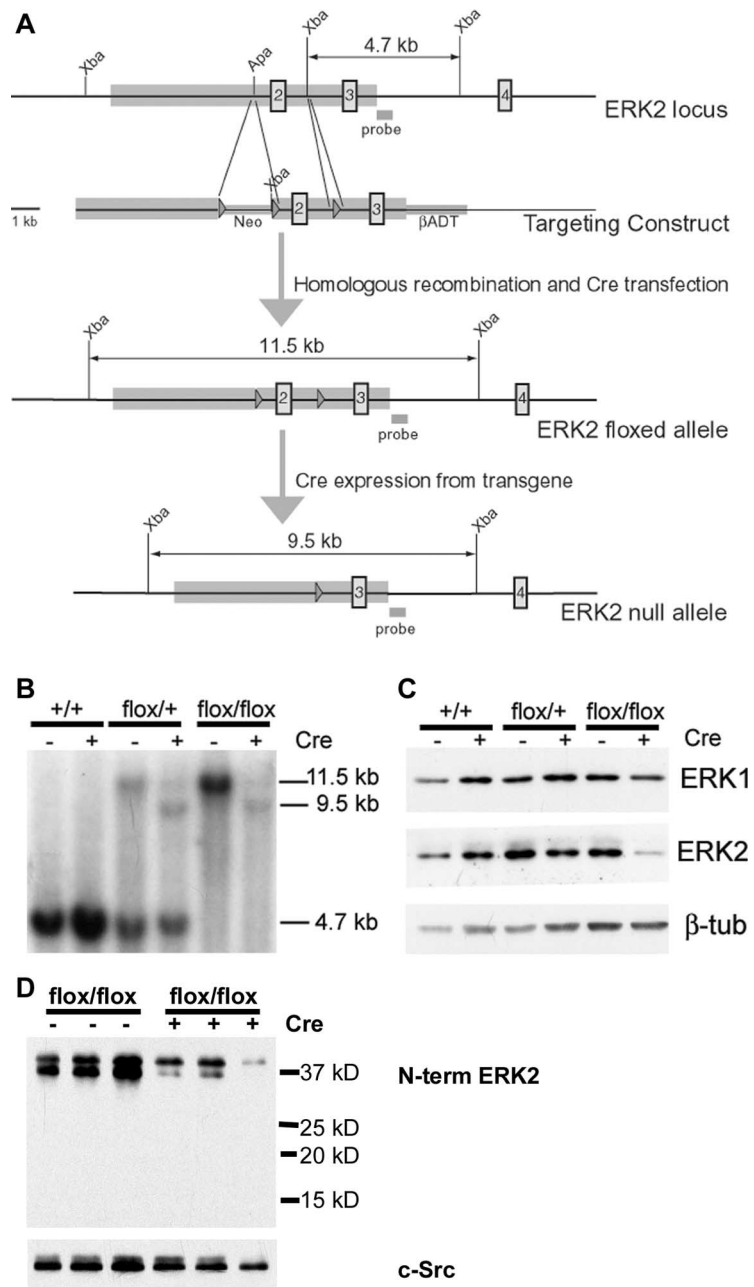 A
Xba
Apa
Xba
4.7 kb
Xba
2
3
4
probe
ERK2 locus
Xba
2
3
1 kb
Neo
βADT
Targeting Construct
Homologous recombination and Cre transfection
Xba
11.5 kb
Xba
2
3
4
probe
ERK2 floxed allele
Cre expression from transgene
Xba
9.5 kb
Xba
3
4
probe
ERK2 null allele
B
+/+ flox/+ flox/flox
- + - + - + Cre
11.5 kb
9.5 kb
4.7 kb
C
+/+ flox/+ flox/flox
- + - + - + Cre
ERK1
ERK2
β-tub
D
flox/flox flox/flox
- - - + + + Cre
37 kD
N-term ERK2
25 kD
20 kD
15 kD
c-Src